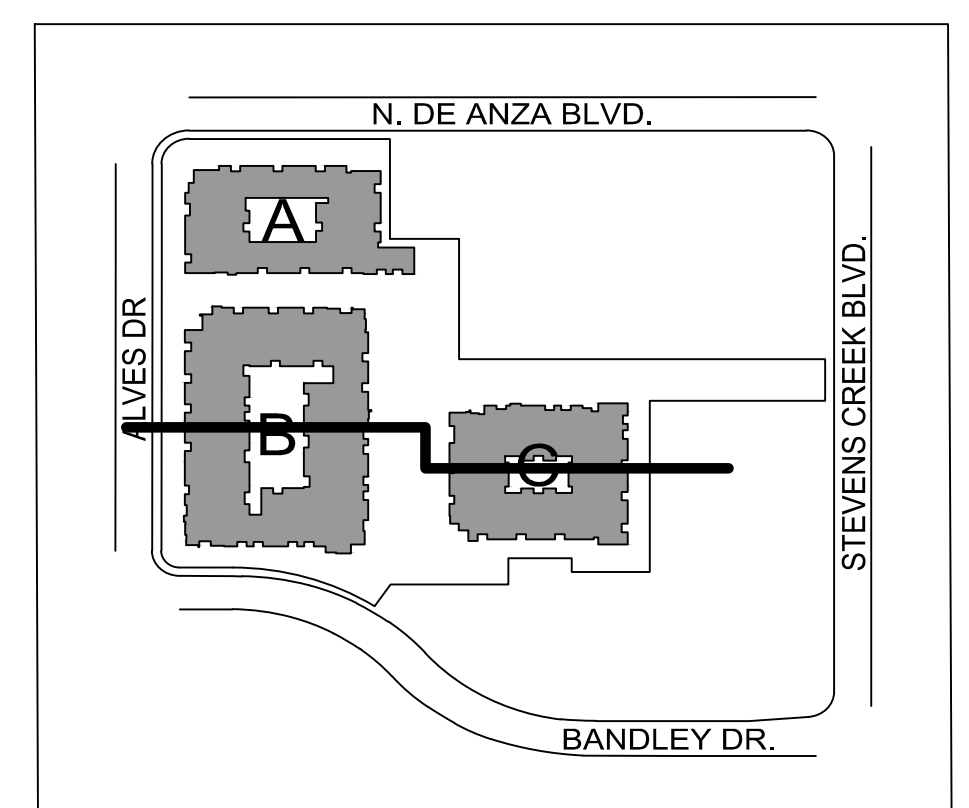 N. DE ANZA BLVD.
A
ALVES DR
B
C
STEVENS CREEK BLVD.
BANDLEY DR.